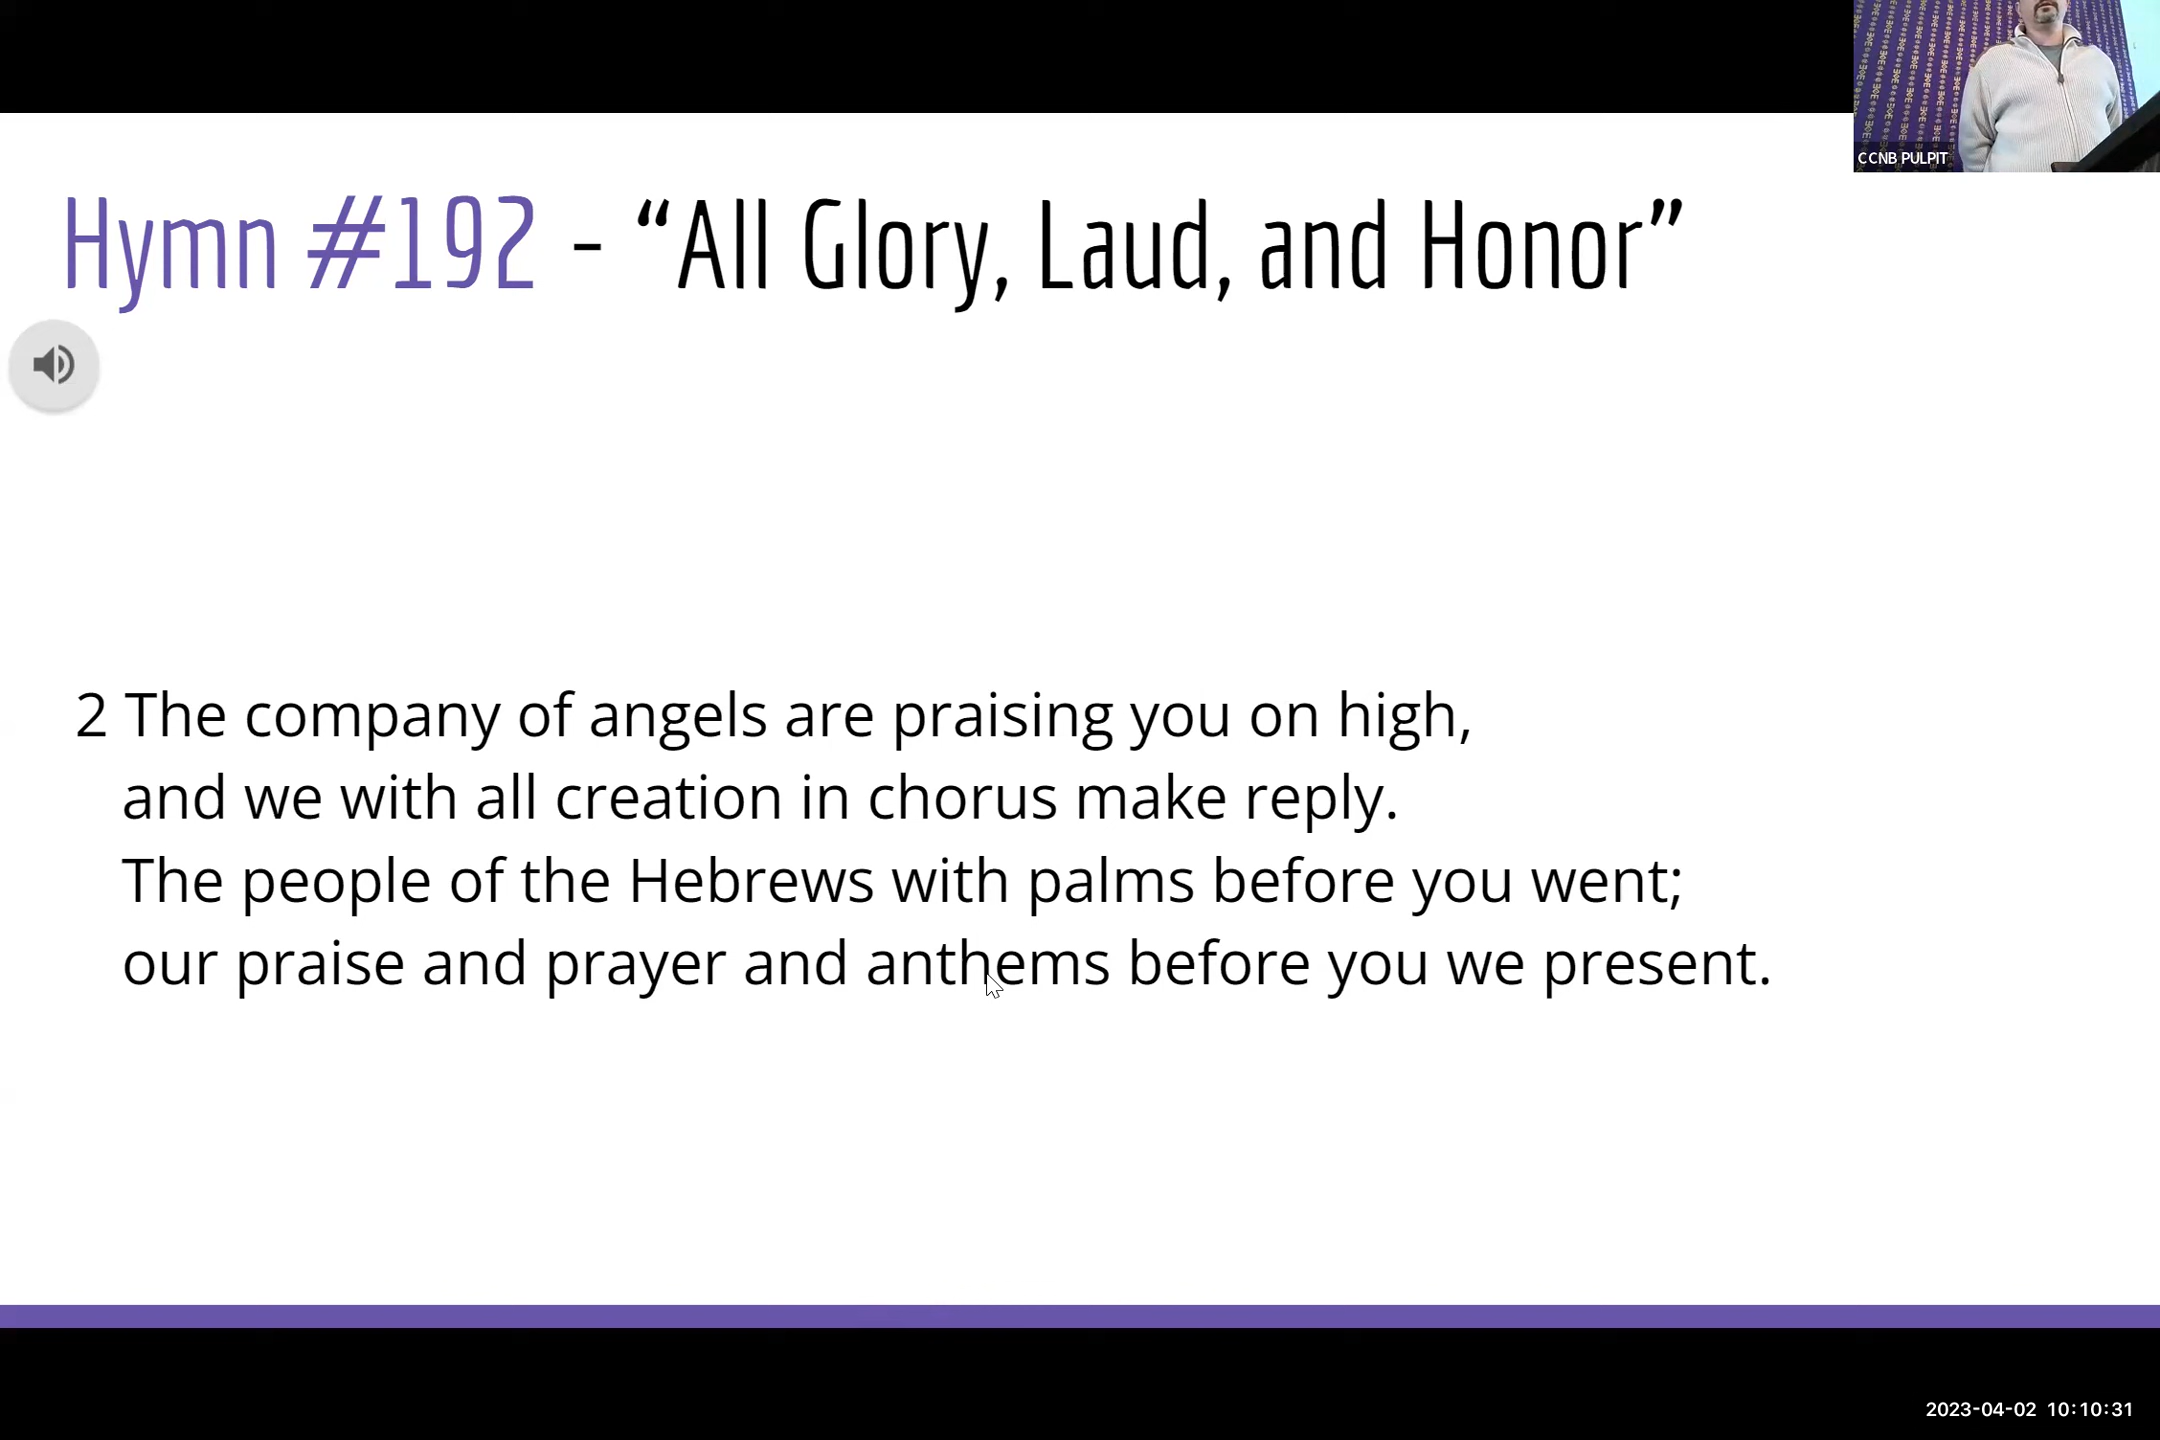 CCNB PULPIT
Hymn #192 - “All Glory, Laud, and Honor”
2 The company of angels are praising you on high,
and we with all creation in chorus make reply.
The people of the Hebrews with palms before you went;
our praise and prayer and anthems before you we present.
2023-04-02 10:10:31